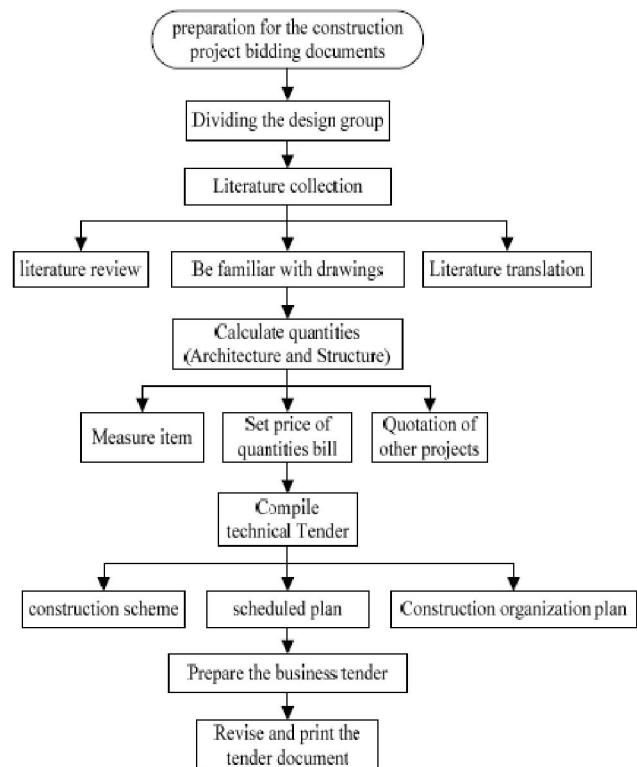 preparation for the construction
project bidding documents
Dividing the design group
Literature collection
literature review
Be familiar with drawings
Literature translation
Calculate quantities
(Architecture and Structure)
Measure item
Set price of
quantities bill
Quotation of
other projects
Compile
technical Tender
construction scheme
scheduled plan
Construction organization plan
Prepare the business tender
Revise and print the
tender document